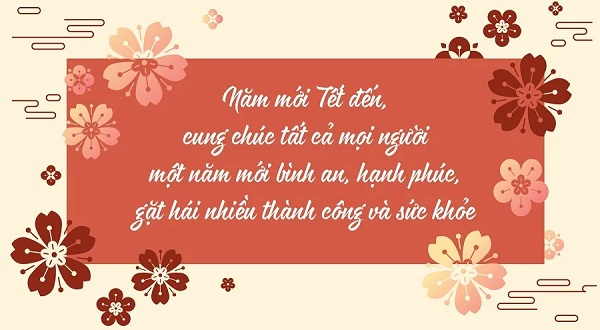 Năm mới Tết đến,
cung chúc tất cả mọi người
một năm mới bình an, hạnh phúc,
gặt hái nhiều thành công và sức khỏe